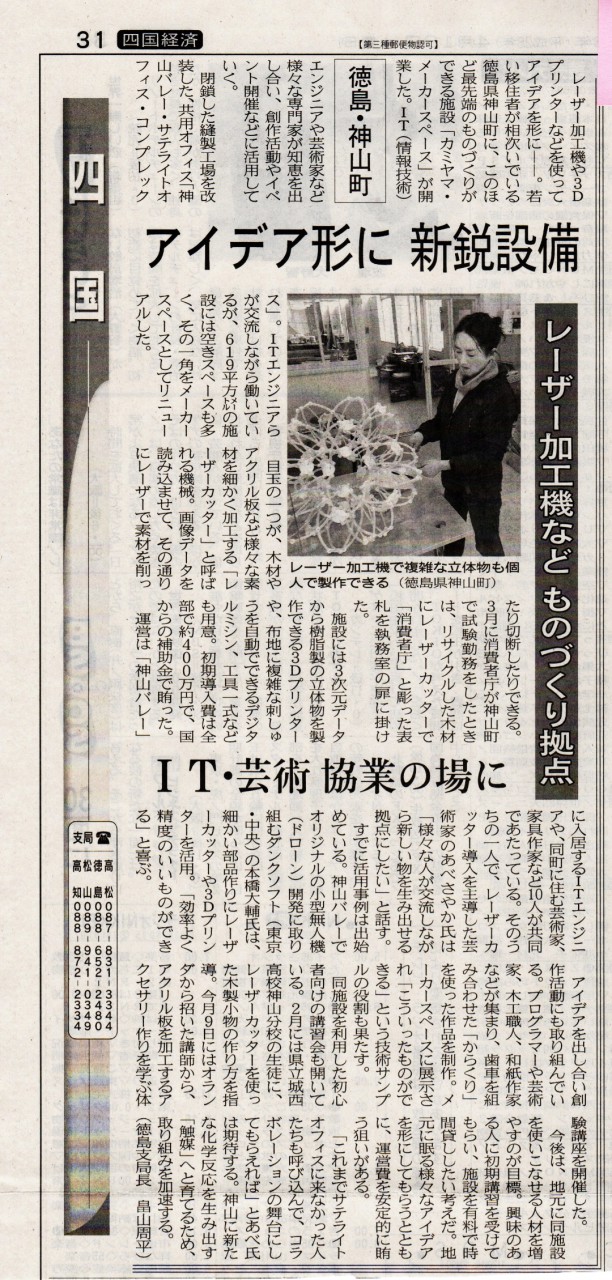 31 四国経済
【第三種郵便物認可】
四国
アイデア形に 新鋭設備
レーザー加工機など ものづくり拠点
徳島・神山町
IT・芸術 協業の場に
レーザー加工機や3D
プリンターなどを使って
アイデアを形に――。若
い移住者が相次いでいる
徳島県神山町に、このほ
ど最先端のものづくりが
できる施設「カミヤマ・
メーカースペース」が開
業した。IT(情報技術)
エンジニアや芸術家など
様々な専門家が知恵を出
し合い、創作活動やイベ
ント開催などに活用して
いく。
閉鎖した縫製工場を改
装した、共用オフィス「神
山バレー・サテライトオ
フィス・コンプレック
ス」。ITエンジニアら
が交流しながら働いてい
るが、619平方㍍の施
設には空きスペースも多
く、その一角をメーカー
スペースとしてリニュー
アルした。
目玉の一つが、木材や
アクリル板など様々な素
材を細かく加工する「レ
ーザーカッター」と呼ば
れる機械。画像データを
読み込ませて、その通り
にレーザーで素材を削っ
レーザー加工機で複雑な立体物も個
人で製作できる(徳島県神山町)
たり切断したりできる。
3月に消費者庁が神山町
で試験勤務をしたとき
は、リサイクルした木材
にレーザーカッターで
「消費者庁」と彫った表
札を執務室の扉に掛け
た。
施設には3次元データ
から樹脂製の立体物を製
作できる3Dプリンター
や、布地に複雑な刺しゅ
うを自動でできるデジタ
ルミシン、工具一式など
も用意。初期導入費は全
部で約400万円で、国
からの補助金で賄った。
運営は「神山バレー」
に入居するITエンジニ
アや、同町に住む芸術家、
家具作家など10人が共同
であたっている。そのう
ちの一人で、レーザーカ
ッター導入を主導した芸
術家のあべさやか氏は
「様々な人が交流しなが
ら新しい物を生み出せる
拠点にしたい」と話す。
すでに活用事例は出始
めている。神山バレーで
オリジナルの小型無人機
(ドローン)開発に取り
組むダンクソフト(東京
・中央)の本橋大輔氏は、
細かい部品作りにレーザ
ーカッターや3Dプリン
ターを活用。「効率よく
精度のいいものができ
る」と喜ぶ。
アイデアを出し合い創
作活動にも取り組んでい
る。プログラマーや芸術
家、木工職人、和紙作家
などが集まり、歯車を組
み合わせた「からくり」
を使った作品を制作。メ
ーカースペースに展示さ
れ「こういったものがで
きる」という技術サンプ
ルの役割も果たす。
同施設を利用した初心
者向けの講習会も開いて
いる。2月には県立城西
高校神山分校の生徒に、
レーザーカッターを使っ
た木製小物の作り方を指
導。今月9日にはオラン
ダから招いた講師から、
アクリル板を加工するア
クセサリー作りを学ぶ体
験講座を開催した。
今後は、地元に同施設
を使いこなせる人材を増
やすのが目標。興味のあ
る人に初期講習を受けて
もらい、施設を有料で時
間貸ししたい考えだ。地
元に眠る様々なアイデア
を形にしてもらうととも
に、運営費を安定的に賄
う狙いがある。
「これまでサテライト
オフィスに来なかった人
たちも呼び込んで、コラ
ボレーションの舞台にし
てもらえれば」とあべ氏
は期待する。神山に新た
な化学反応を生み出す
「触媒」へと育てるため、
取り組みを加速する。
(徳島支局長 畠山周平)
支局☎
高松 087-831-3344
徳島 088-652-2484
松山 089-941-0349
高知 088-872-2334